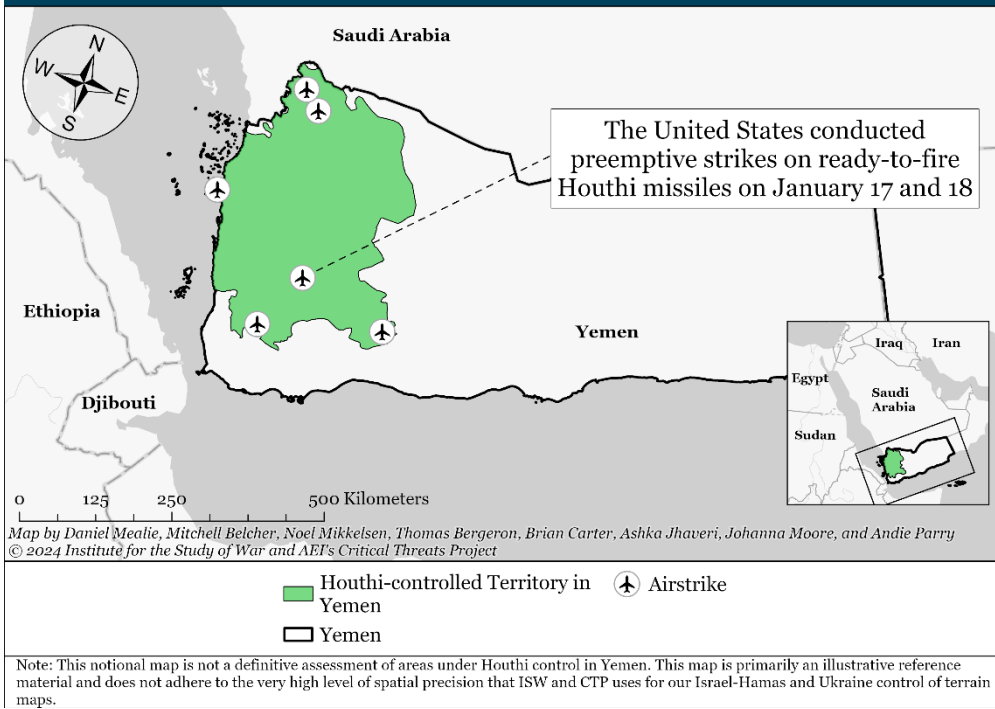 Saudi Arabia
N
W
E
S
The United States conducted
preemptive strikes on ready-to-fire
Houthi missiles on January 17 and 18
Ethiopia
Yemen
Djibouti
Iraq
Iran
Egypt
Saudi
Arabia
Sudan
0 125 250 500 Kilometers
Map by Daniel Mealie, Mitchell Belcher, Noel Mikkelsen, Thomas Bergeron, Brian Carter, Ashka Jhaveri, Johanna Moore, and Andie Parry
© 2024 Institute for the Study of War and AEI's Critical Threats Project
Houthi-controlled Territory in
Yemen
Airstrike
Yemen
Note: This notional map is not a definitive assessment of areas under Houthi control in Yemen. This map is primarily an illustrative reference
material and does not adhere to the very high level of spatial precision that ISW and CTP uses for our Israel-Hamas and Ukraine control of terrain
maps.